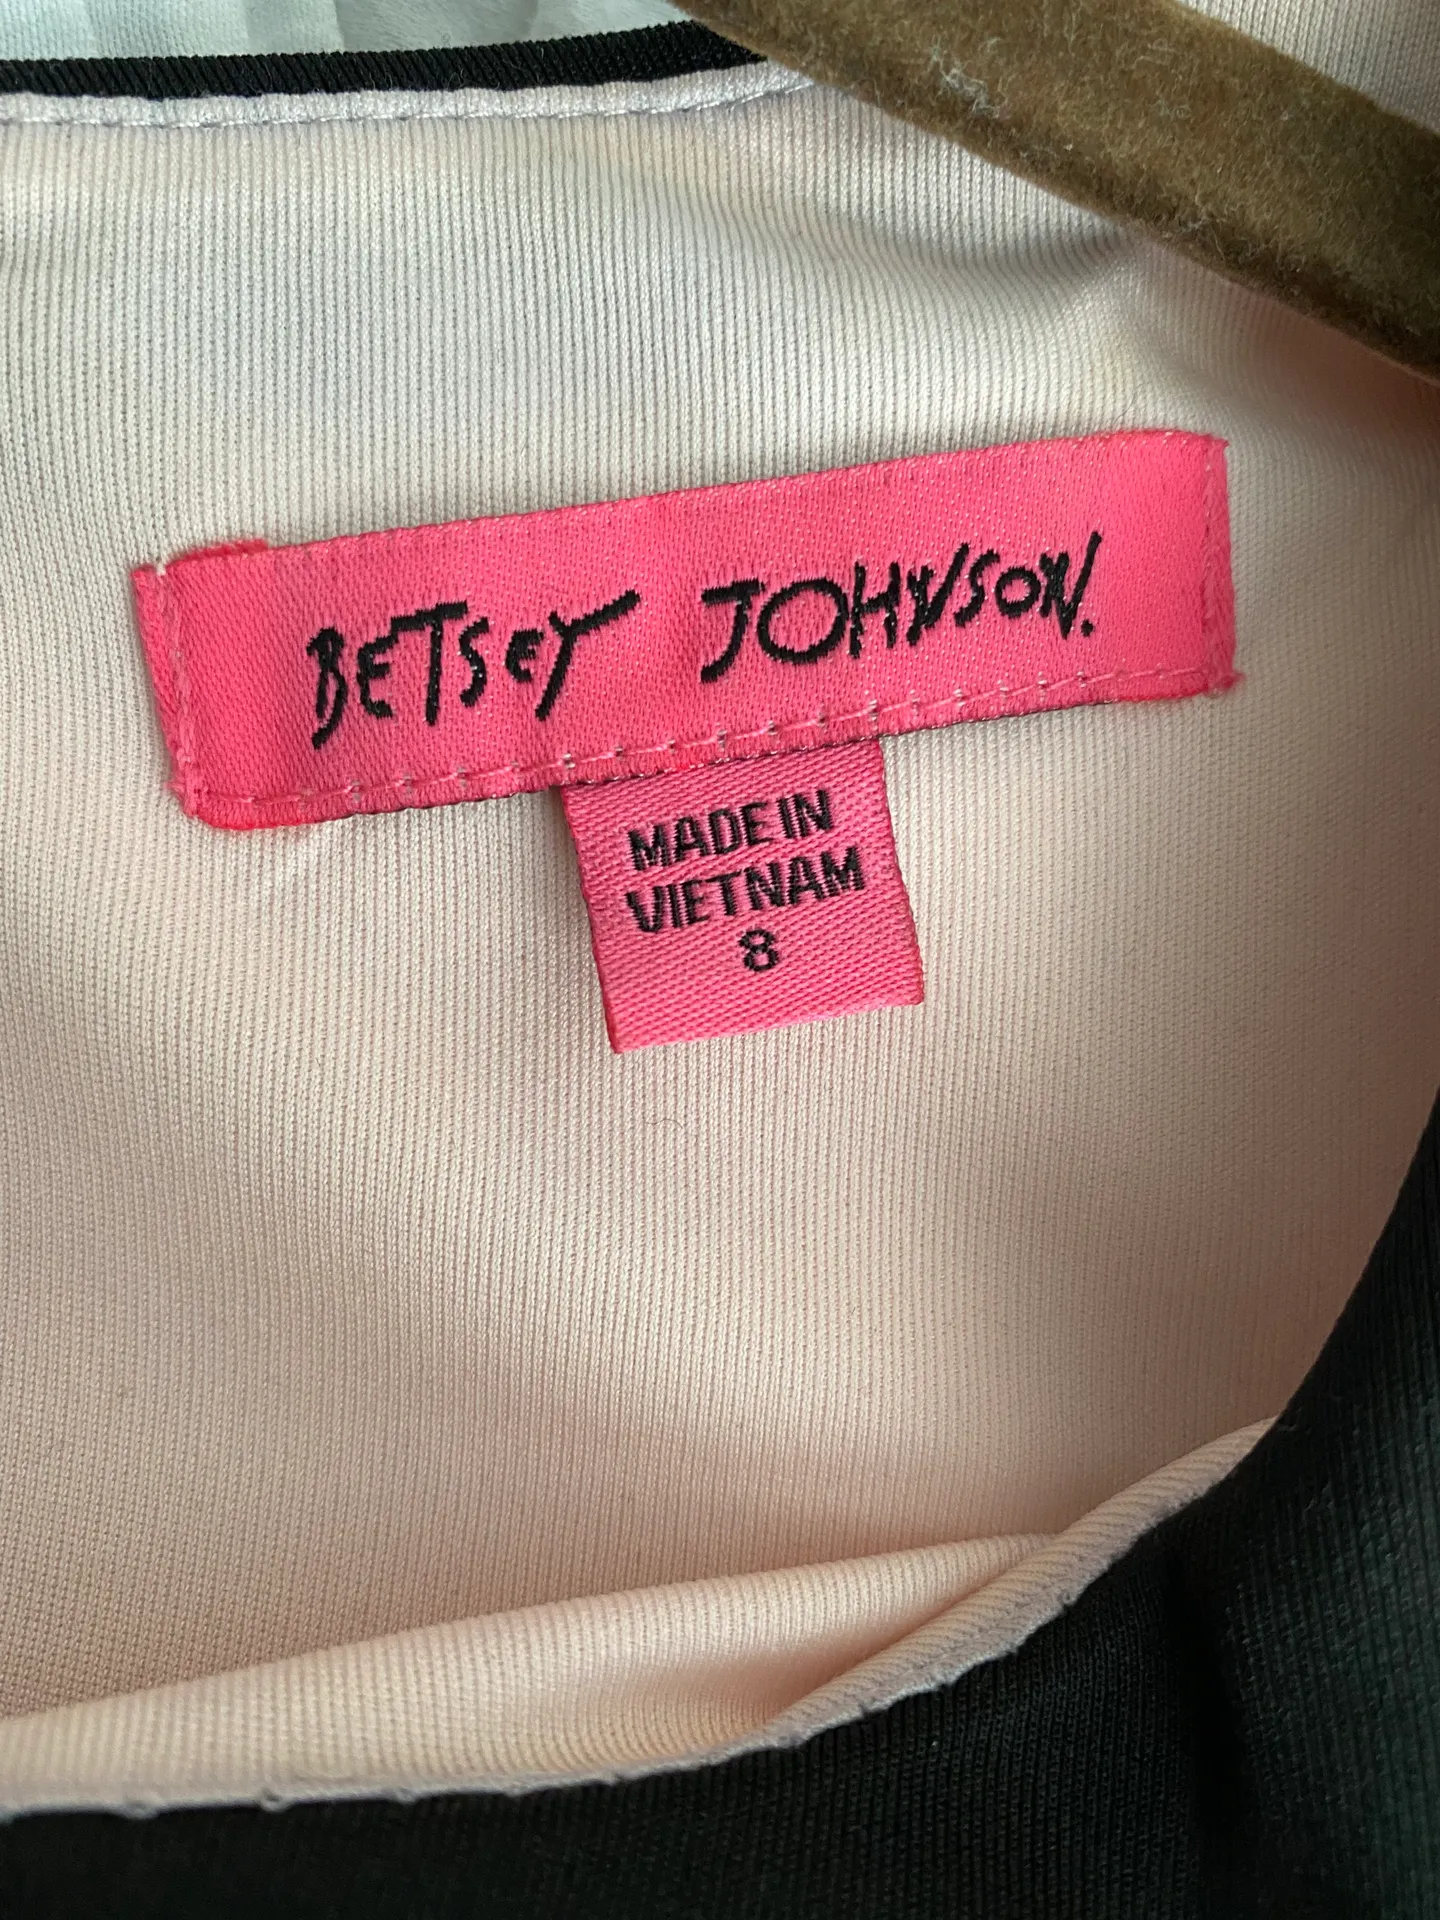 BETSEY JOHNSON.
MADE IN
VIETNAM
8